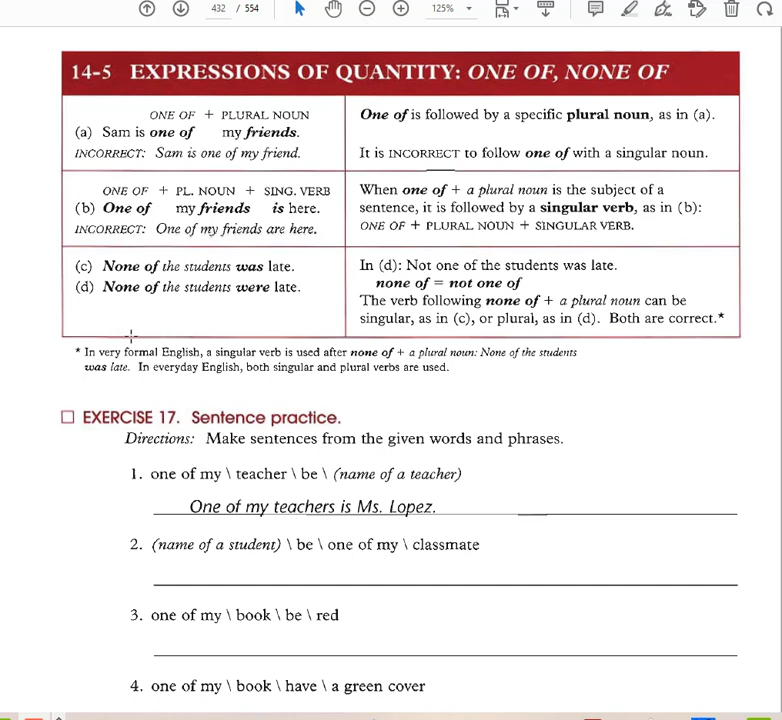 432 / 554 125%
14-5 EXPRESSIONS OF QUANTITY: ONE OF, NONE OF
ONE OF + PLURAL NOUN
(a) Sam is one of my friends.
INCORRECT: Sam is one of my friend.
One of is followed by a specific plural noun, as in (a).
It is INCORRECT to follow one of with a singular noun.
ONE OF + PL. NOUN + SING. VERB
(b) One of my friends is here.
INCORRECT: One of my friends are here.
When one of + a plural noun is the subject of a
sentence, it is followed by a singular verb, as in (b):
ONE OF + PLURAL NOUN + SINGULAR VERB.
(c) None of the students was late.
(d) None of the students were late.
In (d): Not one of the students was late.
none of = not one of
The verb following none of + a plural noun can be
singular, as in (c), or plural, as in (d). Both are correct.*
* In very formal English, a singular verb is used after none of + a plural noun: None of the students
was late. In everyday English, both singular and plural verbs are used.
EXERCISE 17. Sentence practice.
Directions: Make sentences from the given words and phrases.
1. one of my \ teacher \ be \ (name of a teacher)
One of my teachers is Ms. Lopez.
2. (name of a student) \ be \ one of my \ classmate
3. one of my \ book \ be \ red
4. one of my \ book \ have \ a green cover